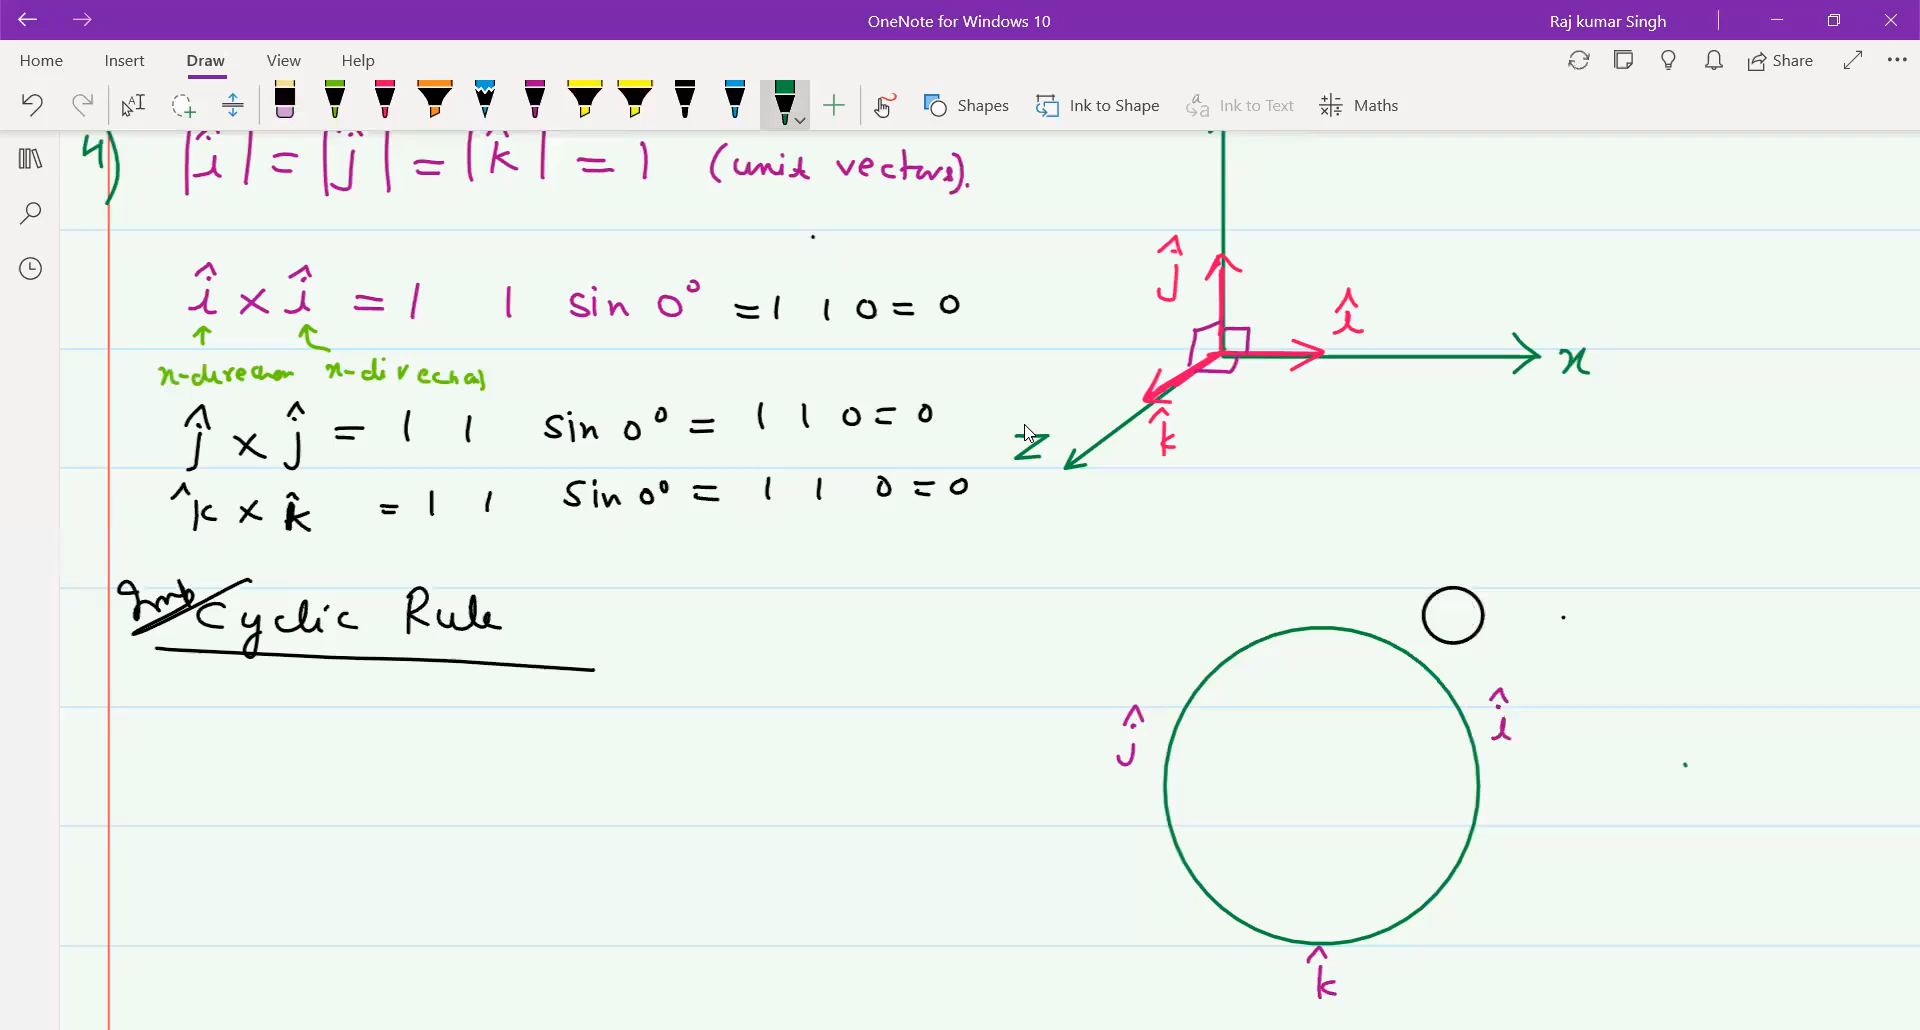 OneNote for Windows 10
Raj kumar Singh
Home Insert Draw View Help
Share
Shapes Ink to Shape Ink to Text Maths
4) |î| = |ĵ| = |k̂| = 1 (unit vectors).
î × î = 1 1 sin 0° = 1 1 0 = 0
x-direction x-direction
ĵ × ĵ = 1 1 sin 0° = 1 1 0 = 0
k̂ × k̂ = 1 1 sin 0° = 1 1 0 = 0
ĵ
î
x
k̂
Z
Imp Cyclic Rule
ĵ
î
k̂